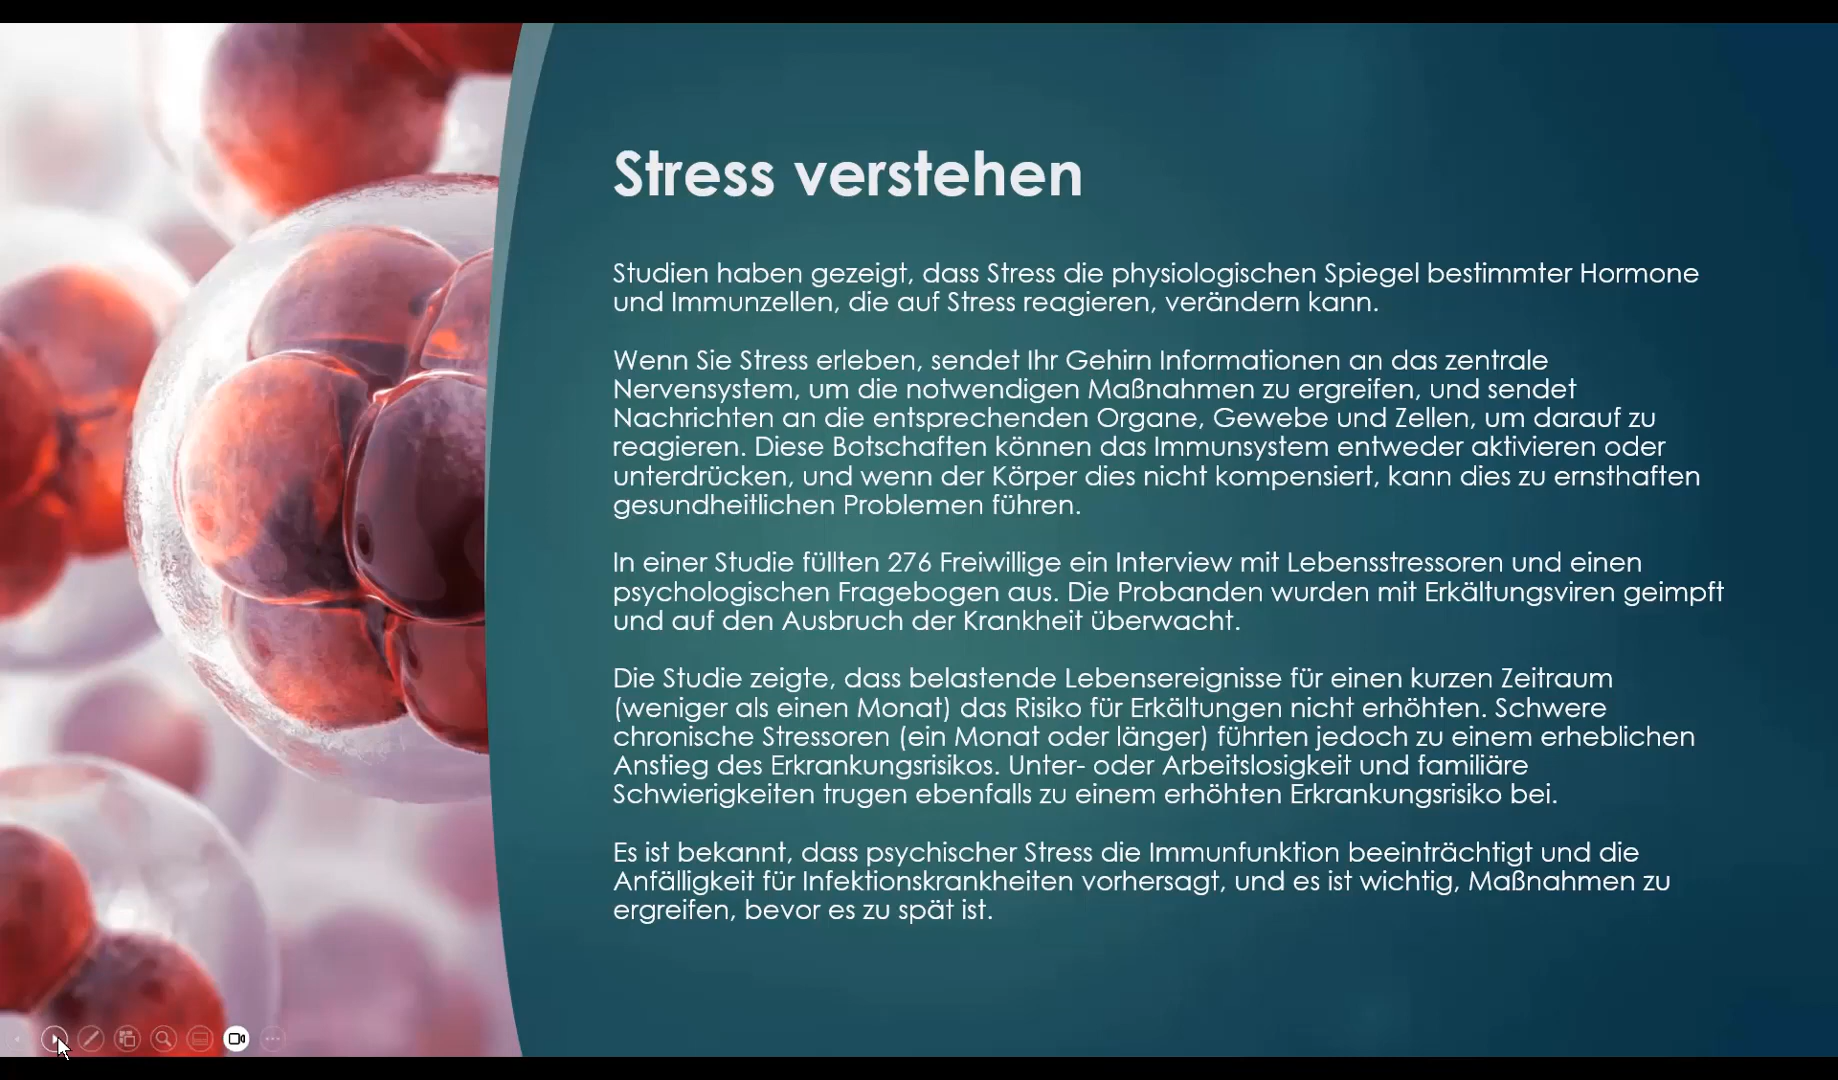 Stress verstehen
Studien haben gezeigt, dass Stress die physiologischen Spiegel bestimmter Hormone
und Immunzellen, die auf Stress reagieren, verändern kann.
Wenn Sie Stress erleben, sendet Ihr Gehirn Informationen an das zentrale
Nervensystem, um die notwendigen Maßnahmen zu ergreifen, und sendet
Nachrichten an die entsprechenden Organe, Gewebe und Zellen, um darauf zu
reagieren. Diese Botschaften können das Immunsystem entweder aktivieren oder
unterdrücken, und wenn der Körper dies nicht kompensiert, kann dies zu ernsthaften
gesundheitlichen Problemen führen.
In einer Studie füllten 276 Freiwillige ein Interview mit Lebensstressoren und einen
psychologischen Fragebogen aus. Die Probanden wurden mit Erkältungsviren geimpft
und auf den Ausbruch der Krankheit überwacht.
Die Studie zeigte, dass belastende Lebensereignisse für einen kurzen Zeitraum
(weniger als einen Monat) das Risiko für Erkältungen nicht erhöhten. Schwere
chronische Stressoren (ein Monat oder länger) führten jedoch zu einem erheblichen
Anstieg des Erkrankungsrisikos. Unter- oder Arbeitslosigkeit und familiäre
Schwierigkeiten trugen ebenfalls zu einem erhöhten Erkrankungsrisiko bei.
Es ist bekannt, dass psychischer Stress die Immunfunktion beeinträchtigt und die
Anfälligkeit für Infektionskrankheiten vorhersagt, und es ist wichtig, Maßnahmen zu
ergreifen, bevor es zu spät ist.